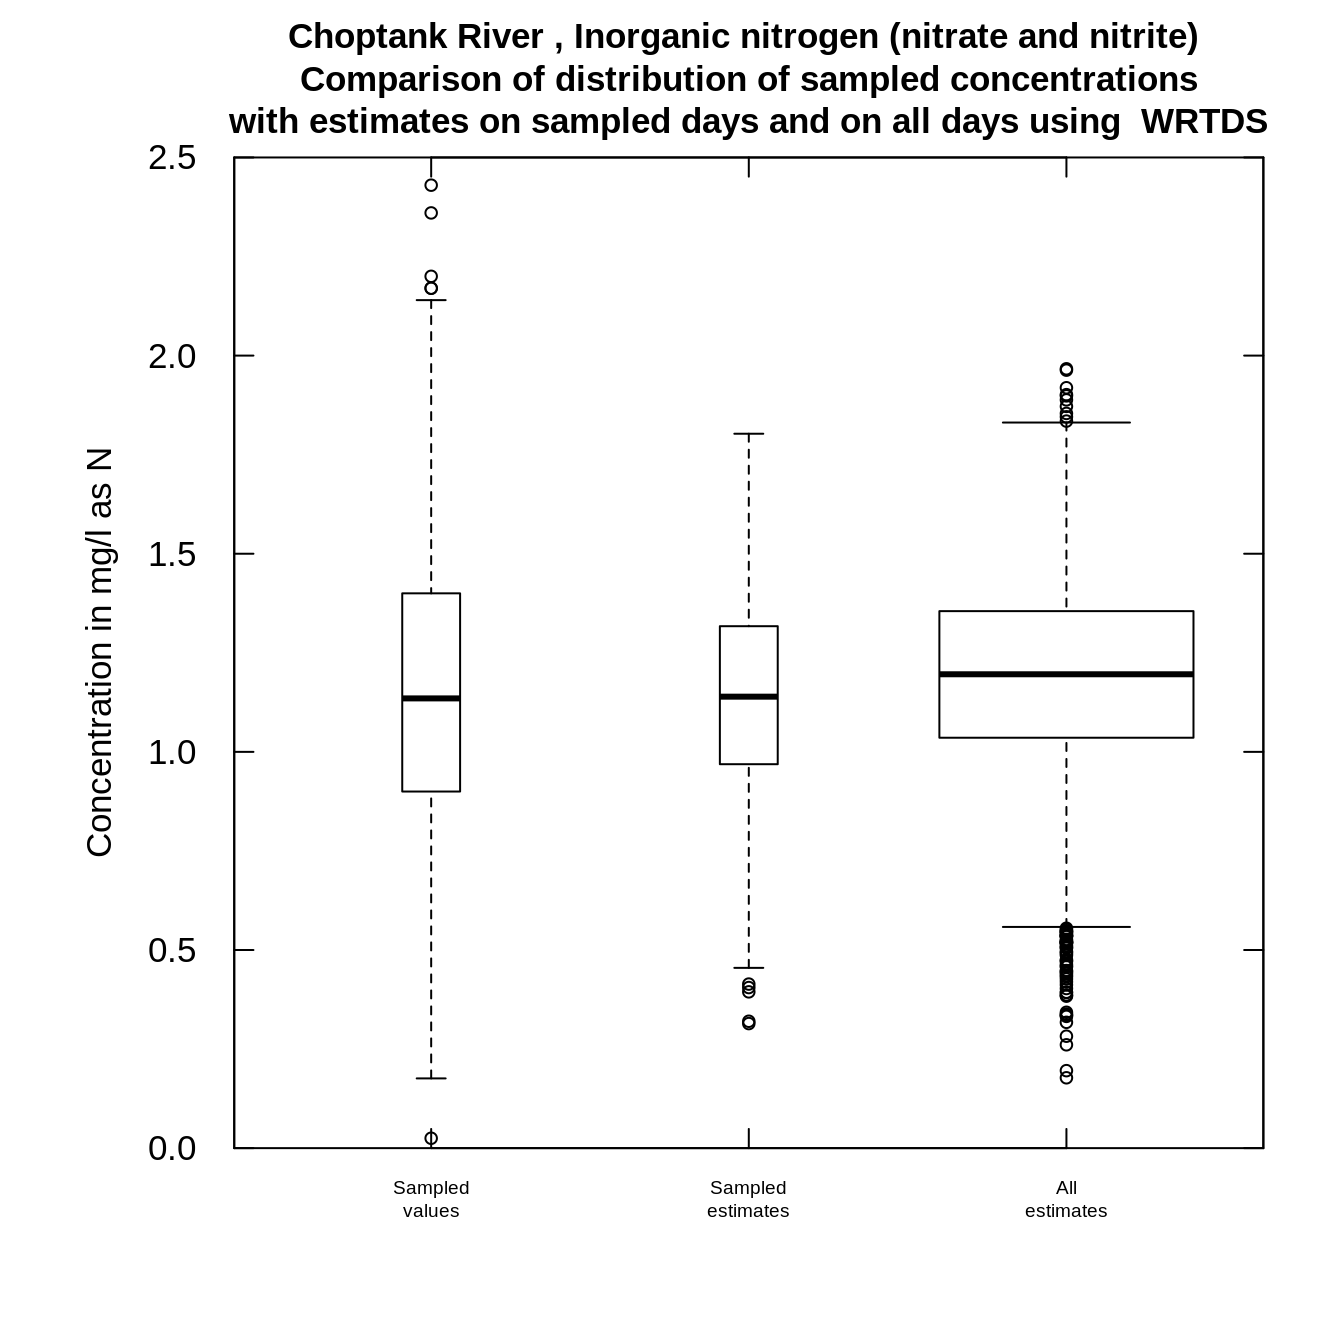 Choptank River , Inorganic nitrogen (nitrate and nitrite)
Comparison of distribution of sampled concentrations
with estimates on sampled days and on all days using  WRTDS
2.5
2.0
1.5
1.0
0.5
0.0
Concentration in mg/l as N
Sampled
values
Sampled
estimates
All
estimates